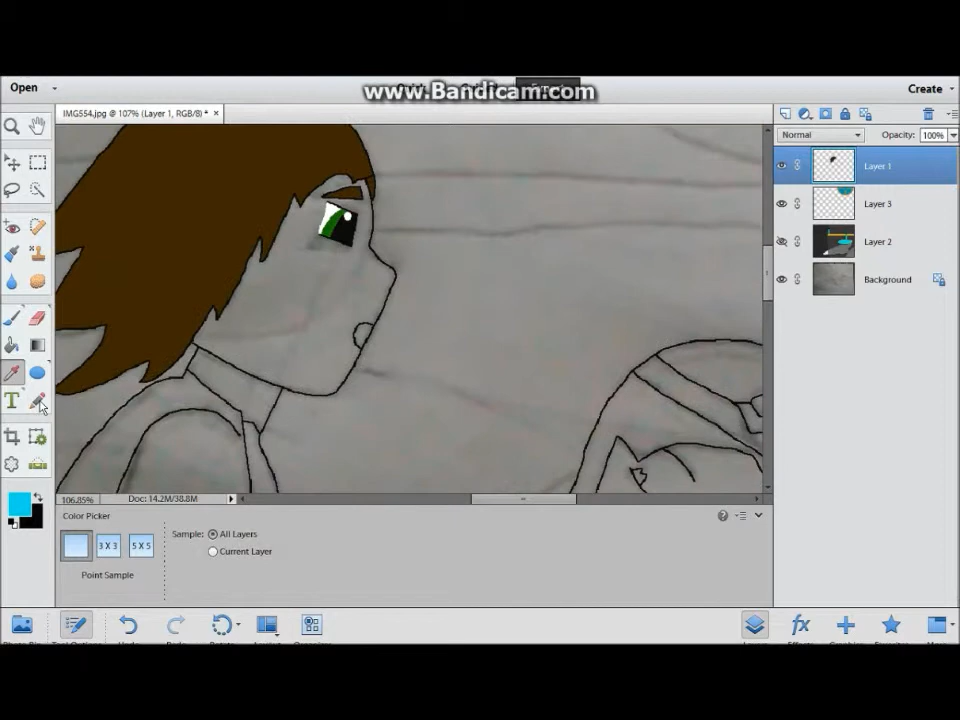 www.Bandicam.com
Open
Create
IMG554.jpg @ 107% (Layer 1, RGB/8) * ×
Normal
Opacity: 100%
Layer 1
Layer 3
Layer 2
Background
T
106.85%
Doc: 14.2M/38.8M
Color Picker
Sample: All Layers
Current Layer
3 X 3
5 X 5
Point Sample
fx